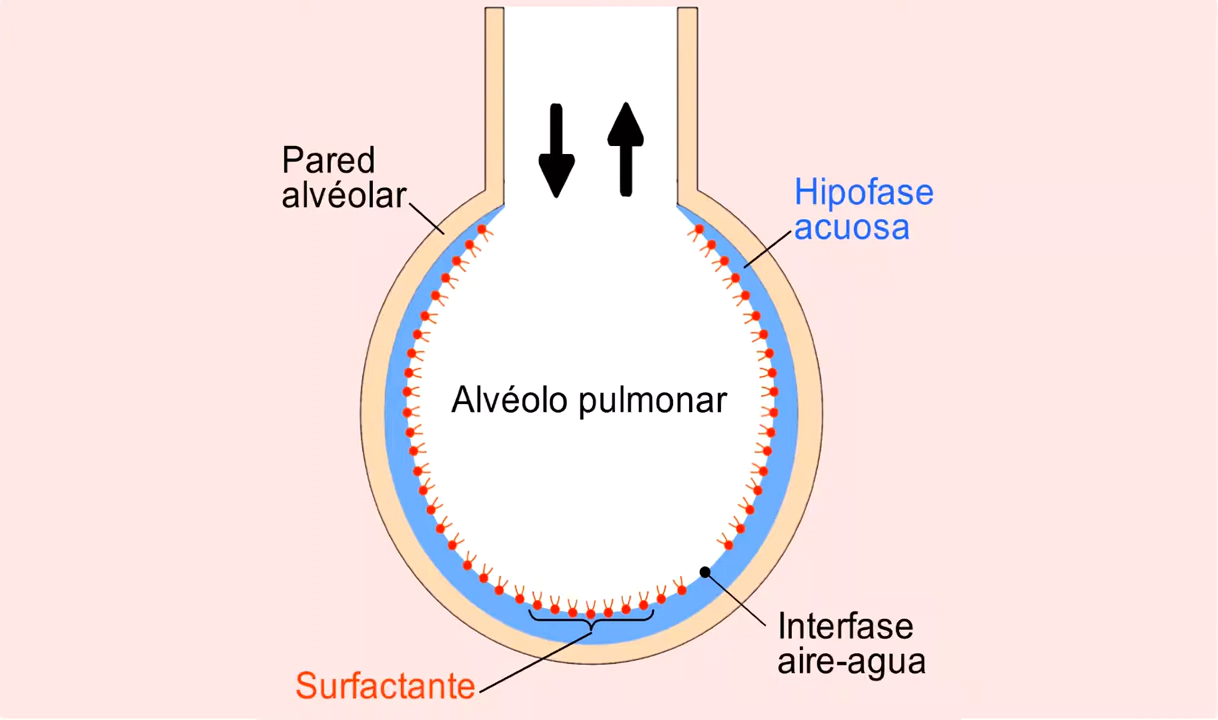 Pared
alvéolar
Hipofase
acuosa
Alvéolo pulmonar
Interfase
aire-agua
Surfactante